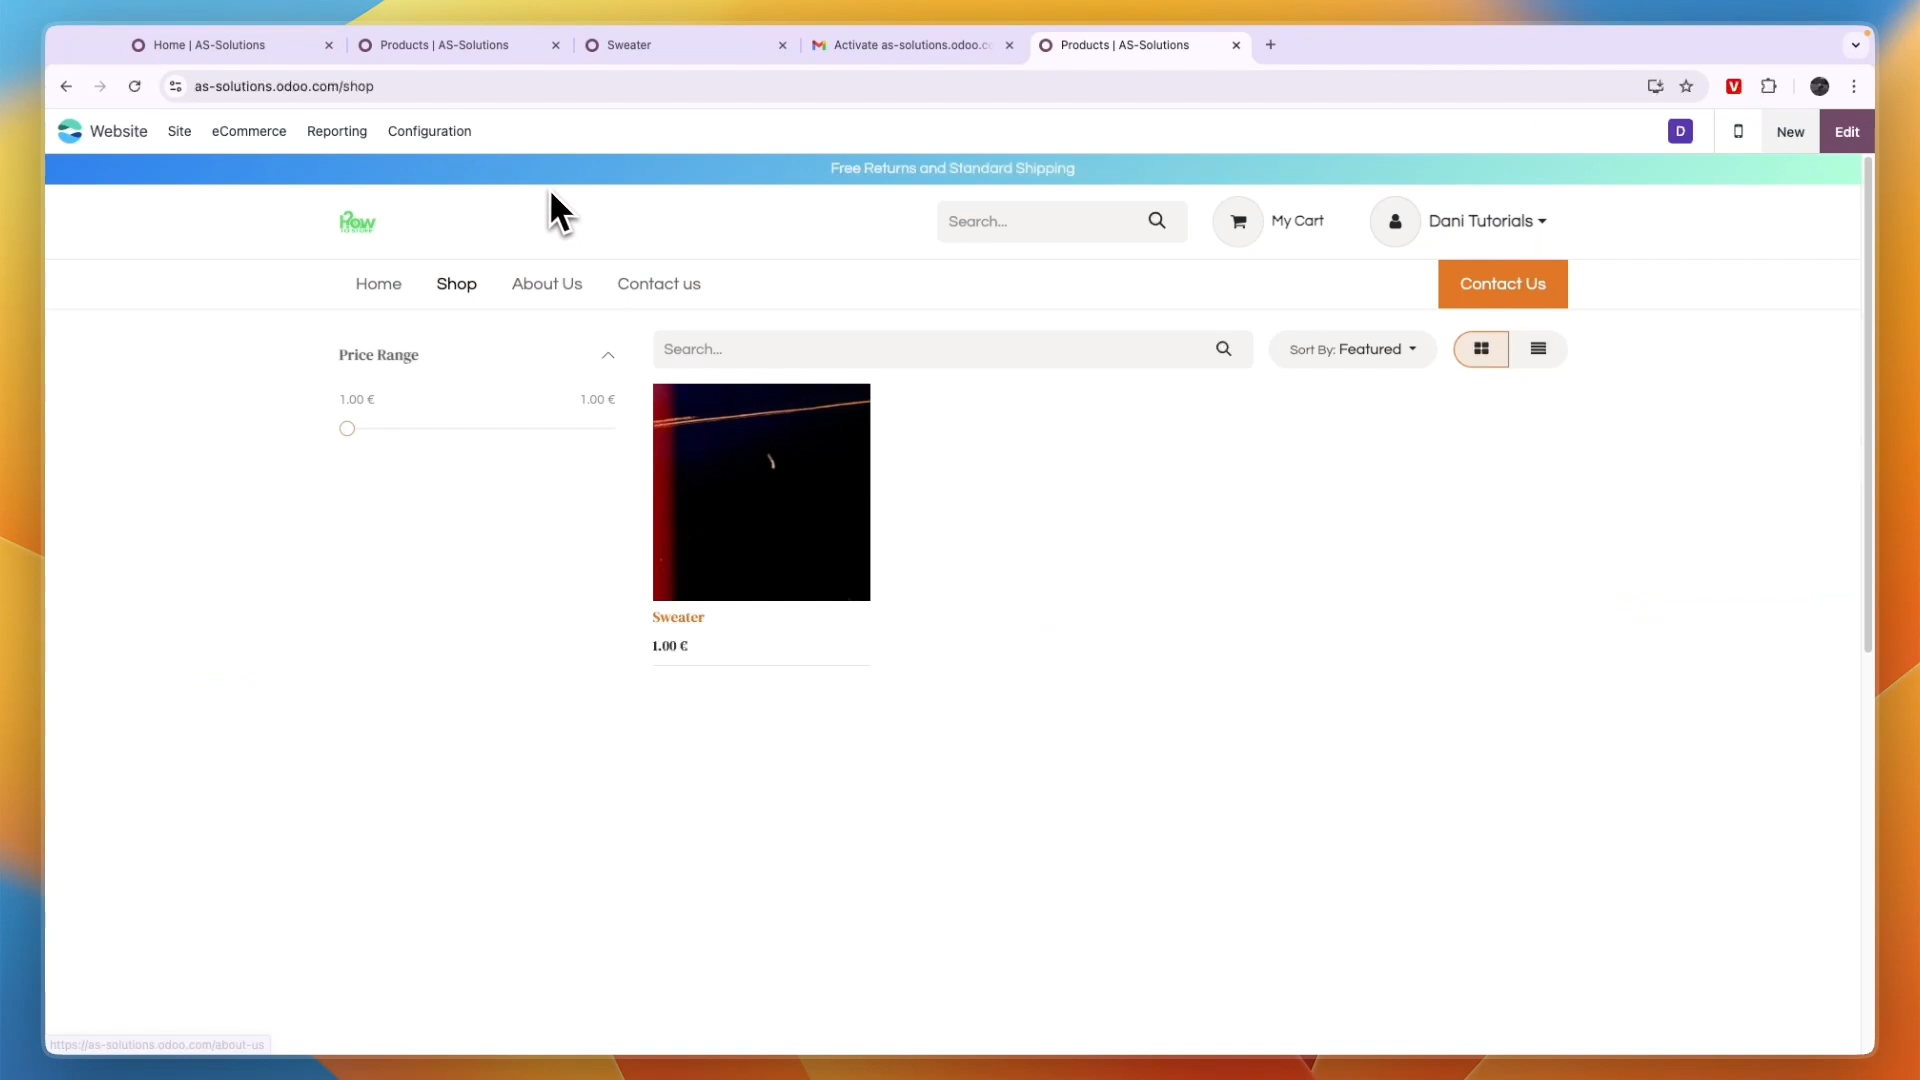 Home | AS-Solutions
Products | AS-Solutions
Sweater
Activate as-solutions.odoo.c
Products | AS-Solutions
as-solutions.odoo.com/shop
V
Website
Site
eCommerce
Reporting
Configuration
D
New
Edit
Free Returns and Standard Shipping
HOW
Search...
My Cart
Dani Tutorials
Home
Shop
About Us
Contact us
Contact Us
Price Range
Search...
Sort By: Featured
1.00 €
1.00 €
Sweater
1.00 €
https://as-solutions.odoo.com/about-us